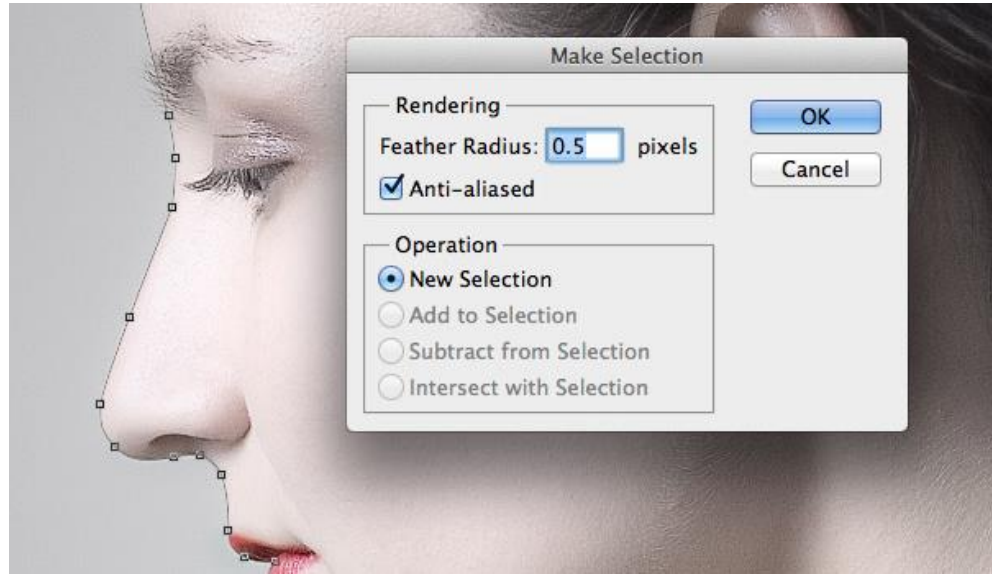 Make Selection
Rendering
Feather Radius: 0.5 pixels
Anti-aliased
OK
Cancel
Operation
New Selection
Add to Selection
Subtract from Selection
Intersect with Selection